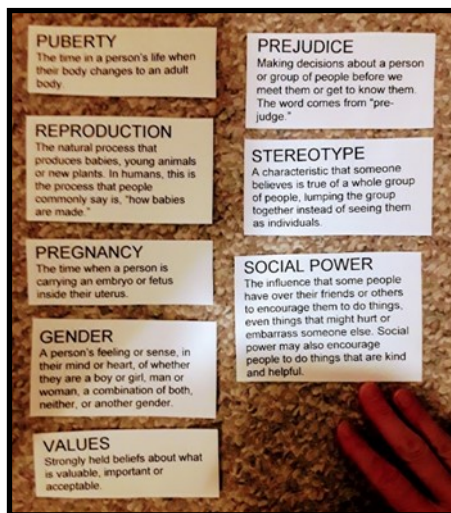 PUBERTY
The time in a person's life when
their body changes to an adult
body.
REPRODUCTION
The natural process that
produces babies, young animals
or new plants. In humans, this is
the process that people
commonly say is, "how babies
are made."
PREGNANCY
The time when a person is
carrying an embryo or fetus
inside their uterus.
GENDER
A person's feeling or sense, in
their mind or heart, of whether
they are a boy or girl, man or
woman, a combination of both,
neither, or another gender.
VALUES
Strongly held beliefs about what
is valuable, important or
acceptable.
PREJUDICE
Making decisions about a person
or group of people before we
meet them or get to know them.
The word comes from "pre-
judge."
STEREOTYPE
A characteristic that someone
believes is true of a whole group
of people, lumping the group
together instead of seeing them
as individuals.
SOCIAL POWER
The influence that some people
have over their friends or others
to encourage them to do things,
even things that might hurt or
embarrass someone else. Social
power may also encourage
people to do things that are kind
and helpful.